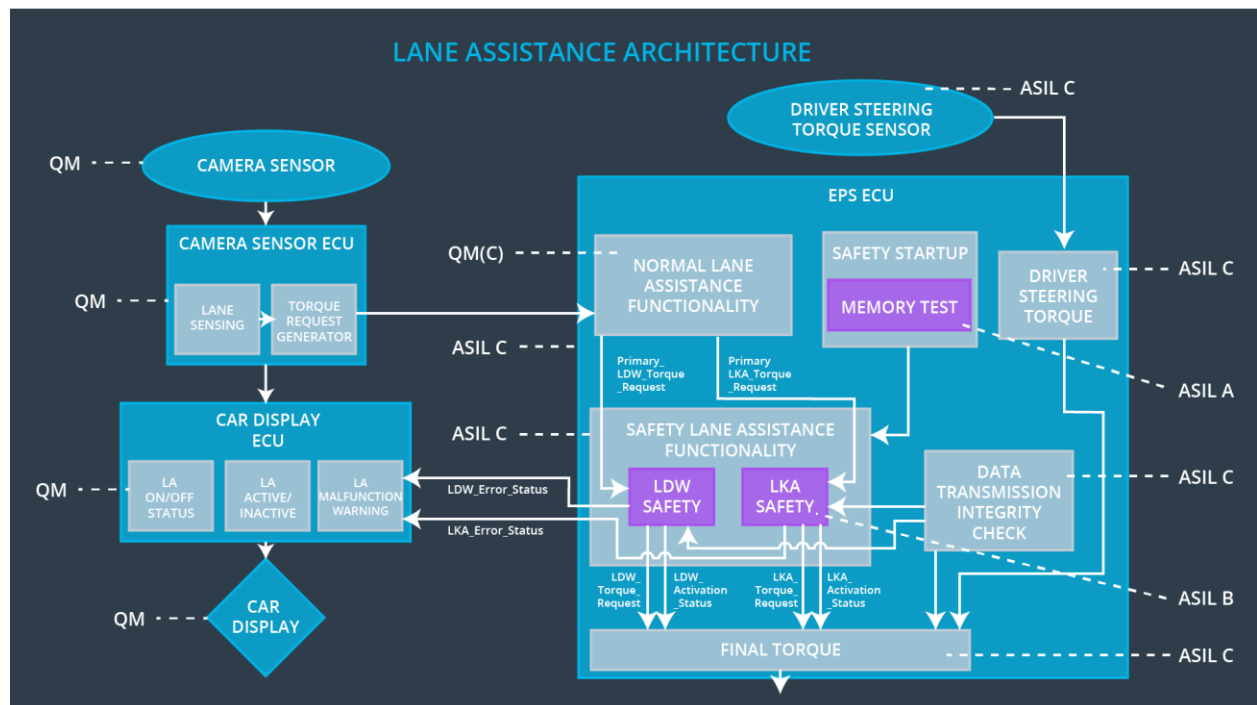 LANE ASSISTANCE ARCHITECTURE
ASIL C
DRIVER STEERING
TORQUE SENSOR
QM
CAMERA SENSOR
EPS ECU
CAMERA SENSOR ECU
QM
LANE
SENSING
TORQUE
REQUEST
GENERATOR
QM(C)
NORMAL LANE
ASSISTANCE
FUNCTIONALITY
SAFETY STARTUP
MEMORY TEST
DRIVER
STEERING
TORQUE
ASIL C
ASIL C
Primary_
LDW_Torque
_Request
Primary
LKA_Torque
_Request
ASIL A
CAR DISPLAY
ECU
QM
LA
ON/OFF
STATUS
LA
ACTIVE/
INACTIVE
LA
MALFUNCTION
WARNING
ASIL C
SAFETY LANE ASSISTANCE
FUNCTIONALITY
LDW
SAFETY
LKA
SAFETY
DATA
TRANSMISSION
INTEGRITY
CHECK
ASIL C
LDW_Error_Status
LKA_Error_Status
LDW_
Torque_
Request
LDW_
Activation
_Status
LKA_
Torque_
Request
LKA_
Activation
_Status
ASIL B
QM
CAR
DISPLAY
FINAL TORQUE
ASIL C